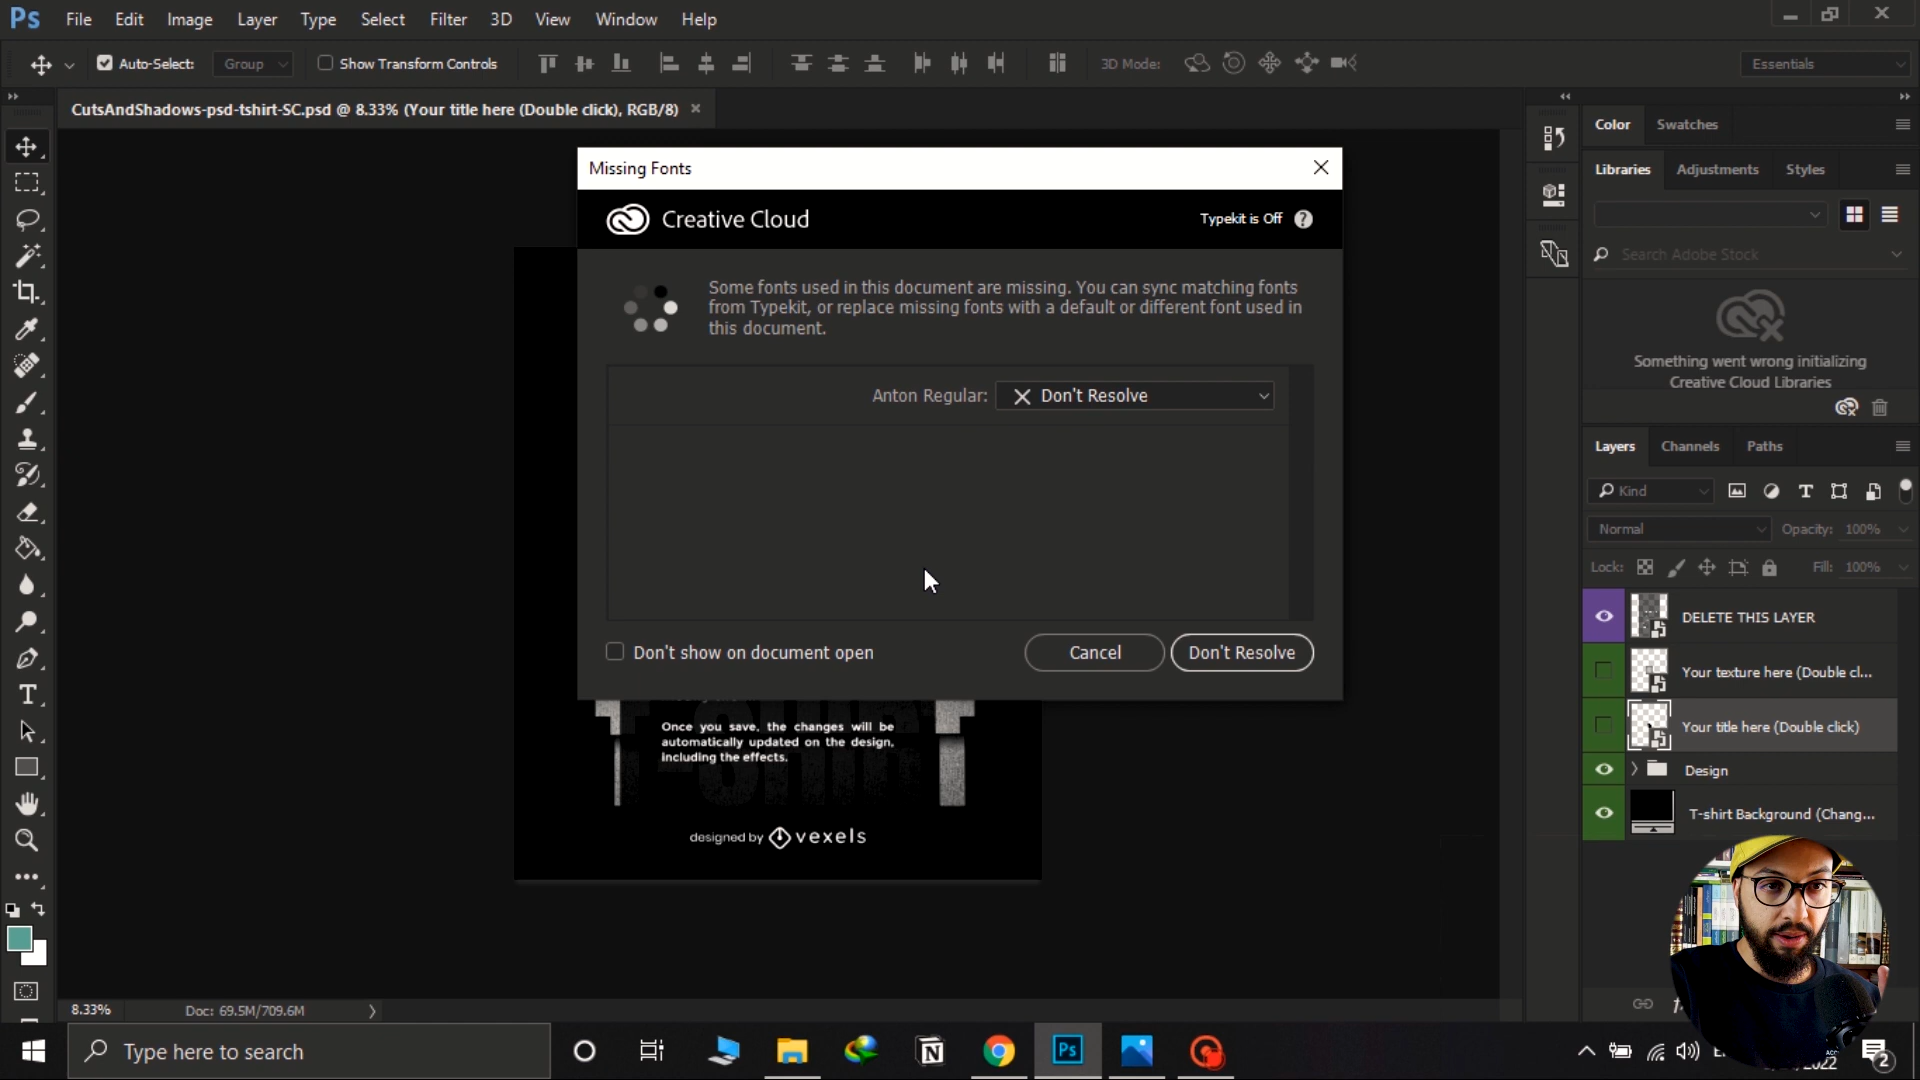 Ps File Edit Image Layer Type Select Filter 3D View Window Help
Auto-Select: Group Show Transform Controls 3D Mode: Essentials
CutsAndShadows-psd-tshirt-SC.psd @ 8.33% (Your title here (Double click), RGB/8)
Color Swatches
Libraries Adjustments Styles
Search Adobe Stock
Something went wrong initializing
Creative Cloud Libraries
Missing Fonts
Creative Cloud
Typekit is Off ?
Some fonts used in this document are missing. You can sync matching fonts
from Typekit, or replace missing fonts with a default or different font used in
this document.
Anton Regular: Don't Resolve
Don't show on document open
Cancel
Don't Resolve
Once you save, the changes will be
automatically updated on the design,
including the effects.
designed by vexels
Layers Channels Paths
Kind
Normal Opacity: 100%
Lock: Fill: 100%
DELETE THIS LAYER
Your texture here (Double cl...
Your title here (Double click)
Design
T-shirt Background (Chang...
8.33% Doc: 69.5M/709.6M
Type here to search
Ps
2